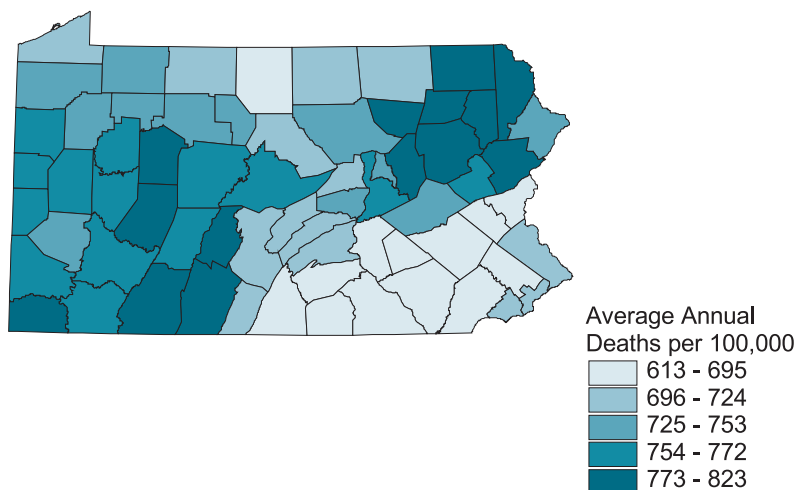 Average Annual
Deaths per 100,000
613 - 695
696 - 724
725 - 753
754 - 772
773 - 823